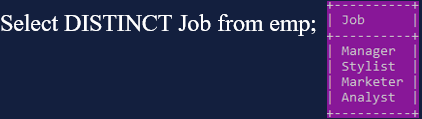 Select DISTINCT Job from emp;
+----------+
| Job      |
+----------+
| Manager  |
| Stylist  |
| Marketer |
| Analyst  |
+----------+